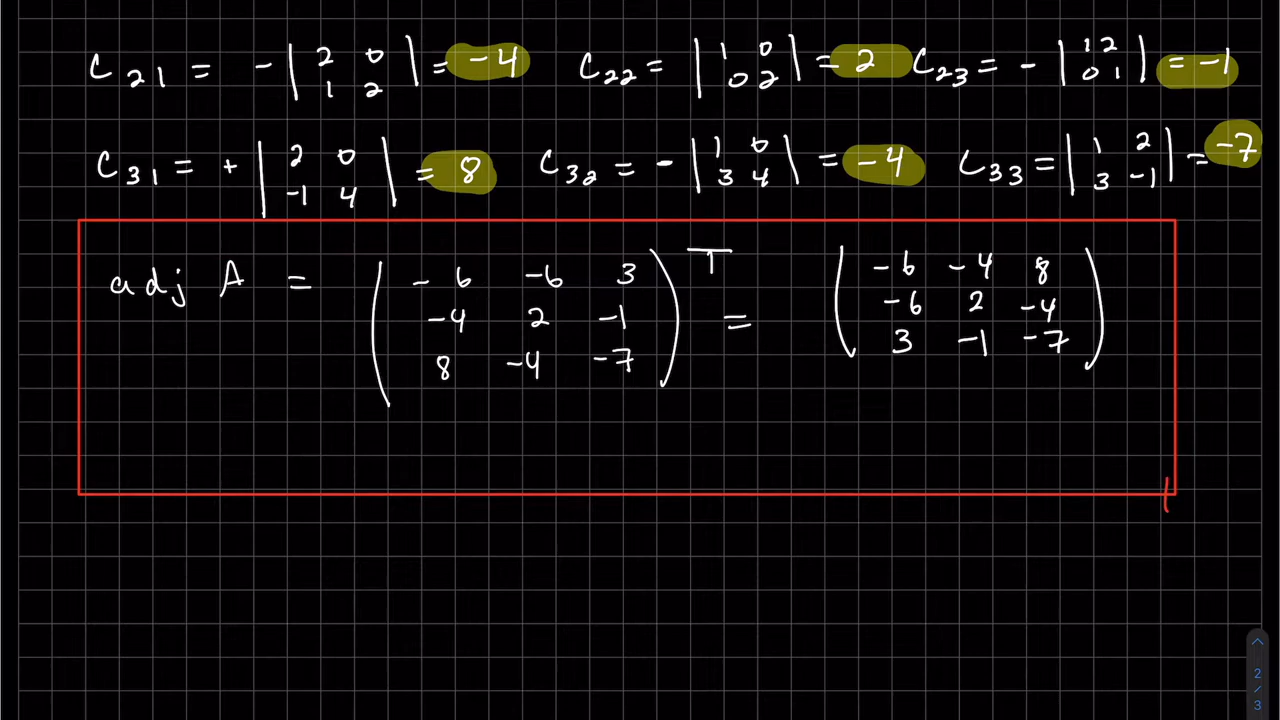 C21 = - | 2 0 | = -4 C22 = | 1 0 | = 2 C23 = - | 1 2 | = -1
| 1 2 | | 0 2 | | 0 1 |
C31 = + | 2 0 | = 8 C32 = - | 1 0 | = -4 C33 = | 1 2 | = -7
| -1 4 | | 3 4 | | 3 -1 |
adj A = ( -6 -6 3 )T = ( -6 -4 8 )
( -4 2 -1 ) ( -6 2 -4 )
( 8 -4 -7 ) ( 3 -1 -7 )
2
/
3